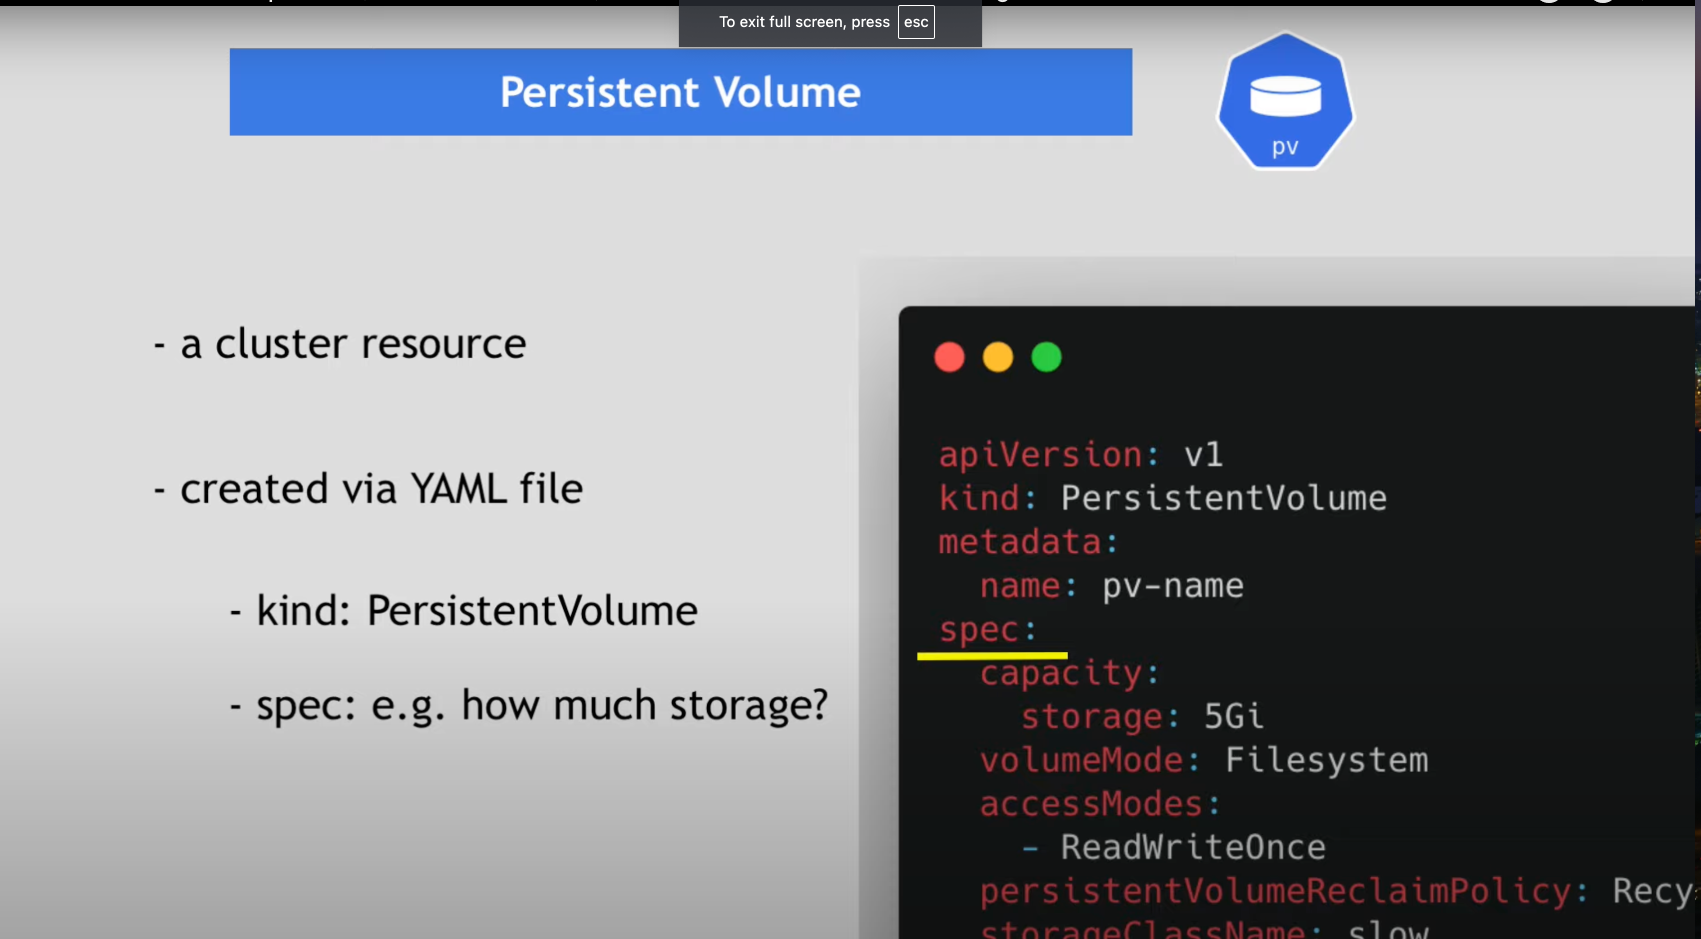 To exit full screen, press esc
Persistent Volume
pv
- a cluster resource
- created via YAML file
- kind: PersistentVolume
- spec: e.g. how much storage?
apiVersion: v1
kind: PersistentVolume
metadata:
name: pv-name
spec:
capacity:
storage: 5Gi
volumeMode: Filesystem
accessModes:
- ReadWriteOnce
persistentVolumeReclaimPolicy: Recy
storageClassName: slow